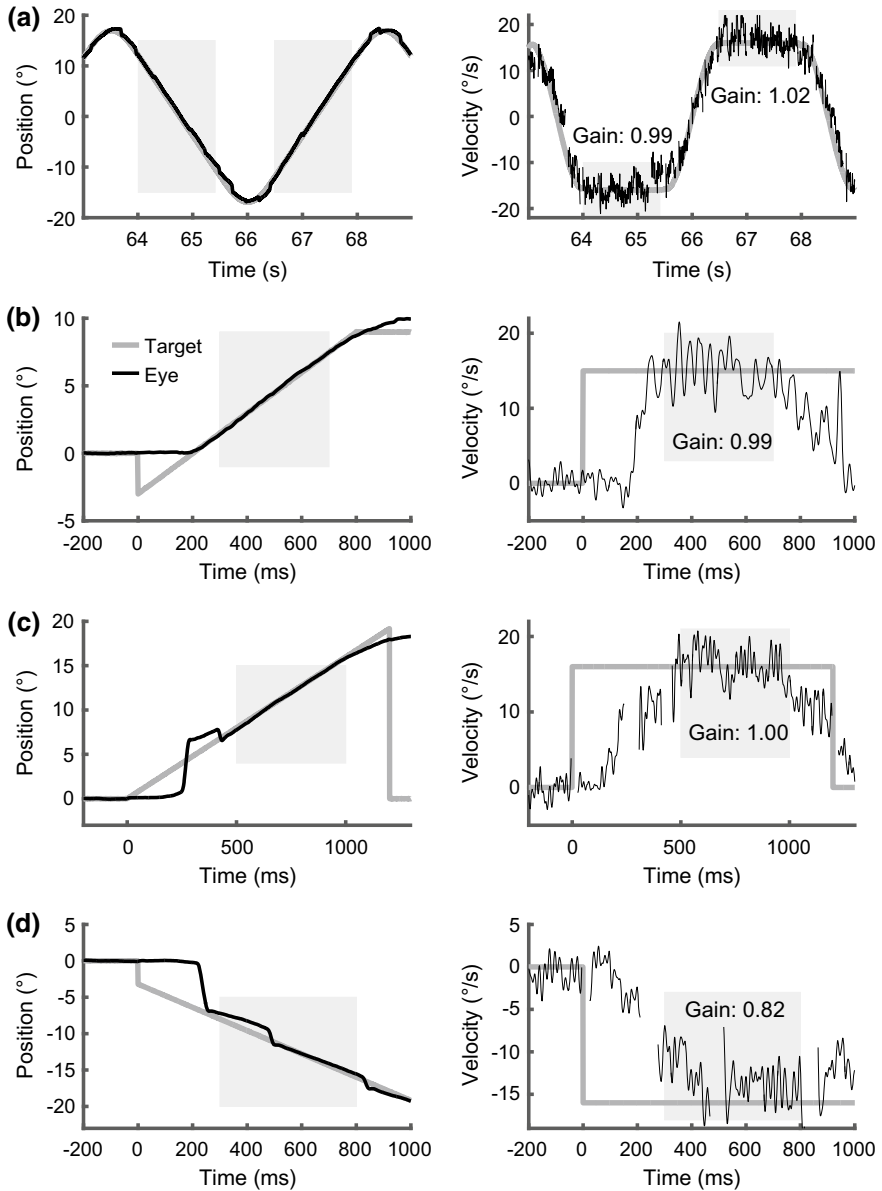 (a)
Position (°)
20
10
0
-10
-20
64 65 66 67 68
Time (s)
Velocity (°/s)
20
10
0
-10
-20
Gain: 0.99
Gain: 1.02
64 65 66 67 68
Time (s)
(b)
Position (°)
10
5
0
-5
Target
Eye
-200 0 200 400 600 800 1000
Time (ms)
Velocity (°/s)
20
10
0
Gain: 0.99
-200 0 200 400 600 800 1000
Time (ms)
(c)
Position (°)
20
15
10
5
0
0 500 1000
Time (ms)
Velocity (°/s)
20
10
0
Gain: 1.00
0 500 1000
Time (ms)
(d)
Position (°)
5
0
-5
-10
-15
-20
-200 0 200 400 600 800 1000
Time (ms)
Velocity (°/s)
5
0
-5
-10
-15
Gain: 0.82
-200 0 200 400 600 800 1000
Time (ms)